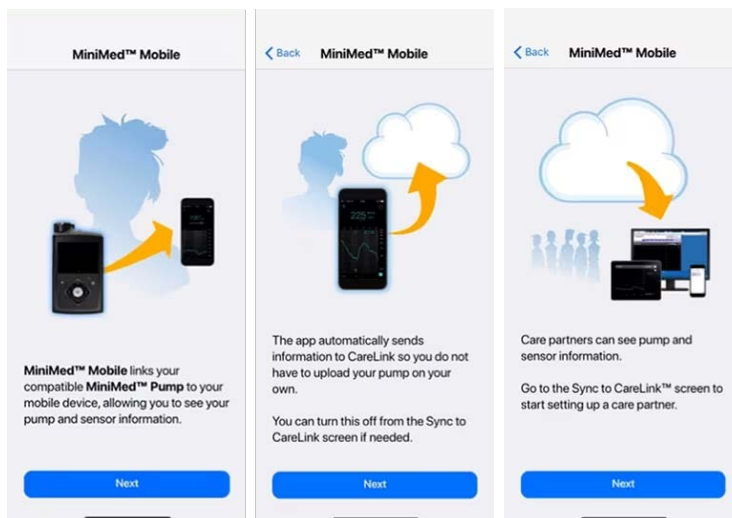 MiniMed™ Mobile
MiniMed™ Mobile links your
compatible MiniMed™ Pump to your
mobile device, allowing you to see your
pump and sensor information.
Next
Back MiniMed™ Mobile
225
The app automatically sends
information to CareLink so you do not
have to upload your pump on your
own.
You can turn this off from the Sync to
CareLink screen if needed.
Next
Back MiniMed™ Mobile
Care partners can see pump and
sensor information.
Go to the Sync to CareLink™ screen to
start setting up a care partner.
Next